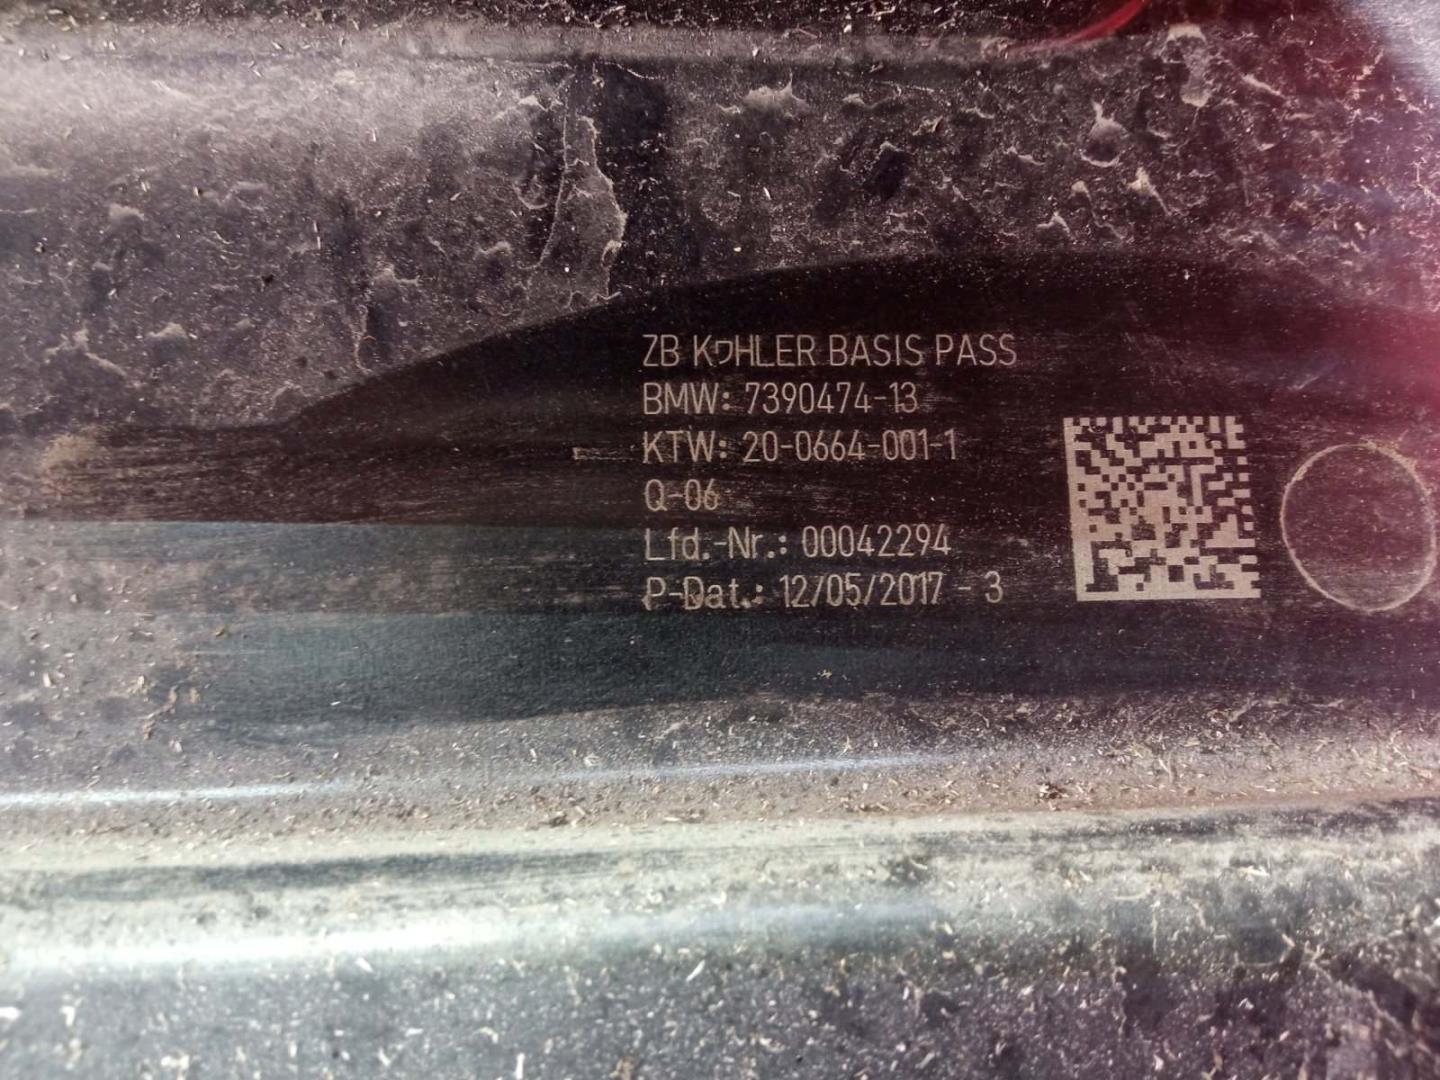 ZB KÜHLER BASIS PASS
BMW: 7390474-13
KTW: 20-0664-001-1
Q-06
Lfd.-Nr.: 00042294
P-Dat.: 12/05/2017 - 3